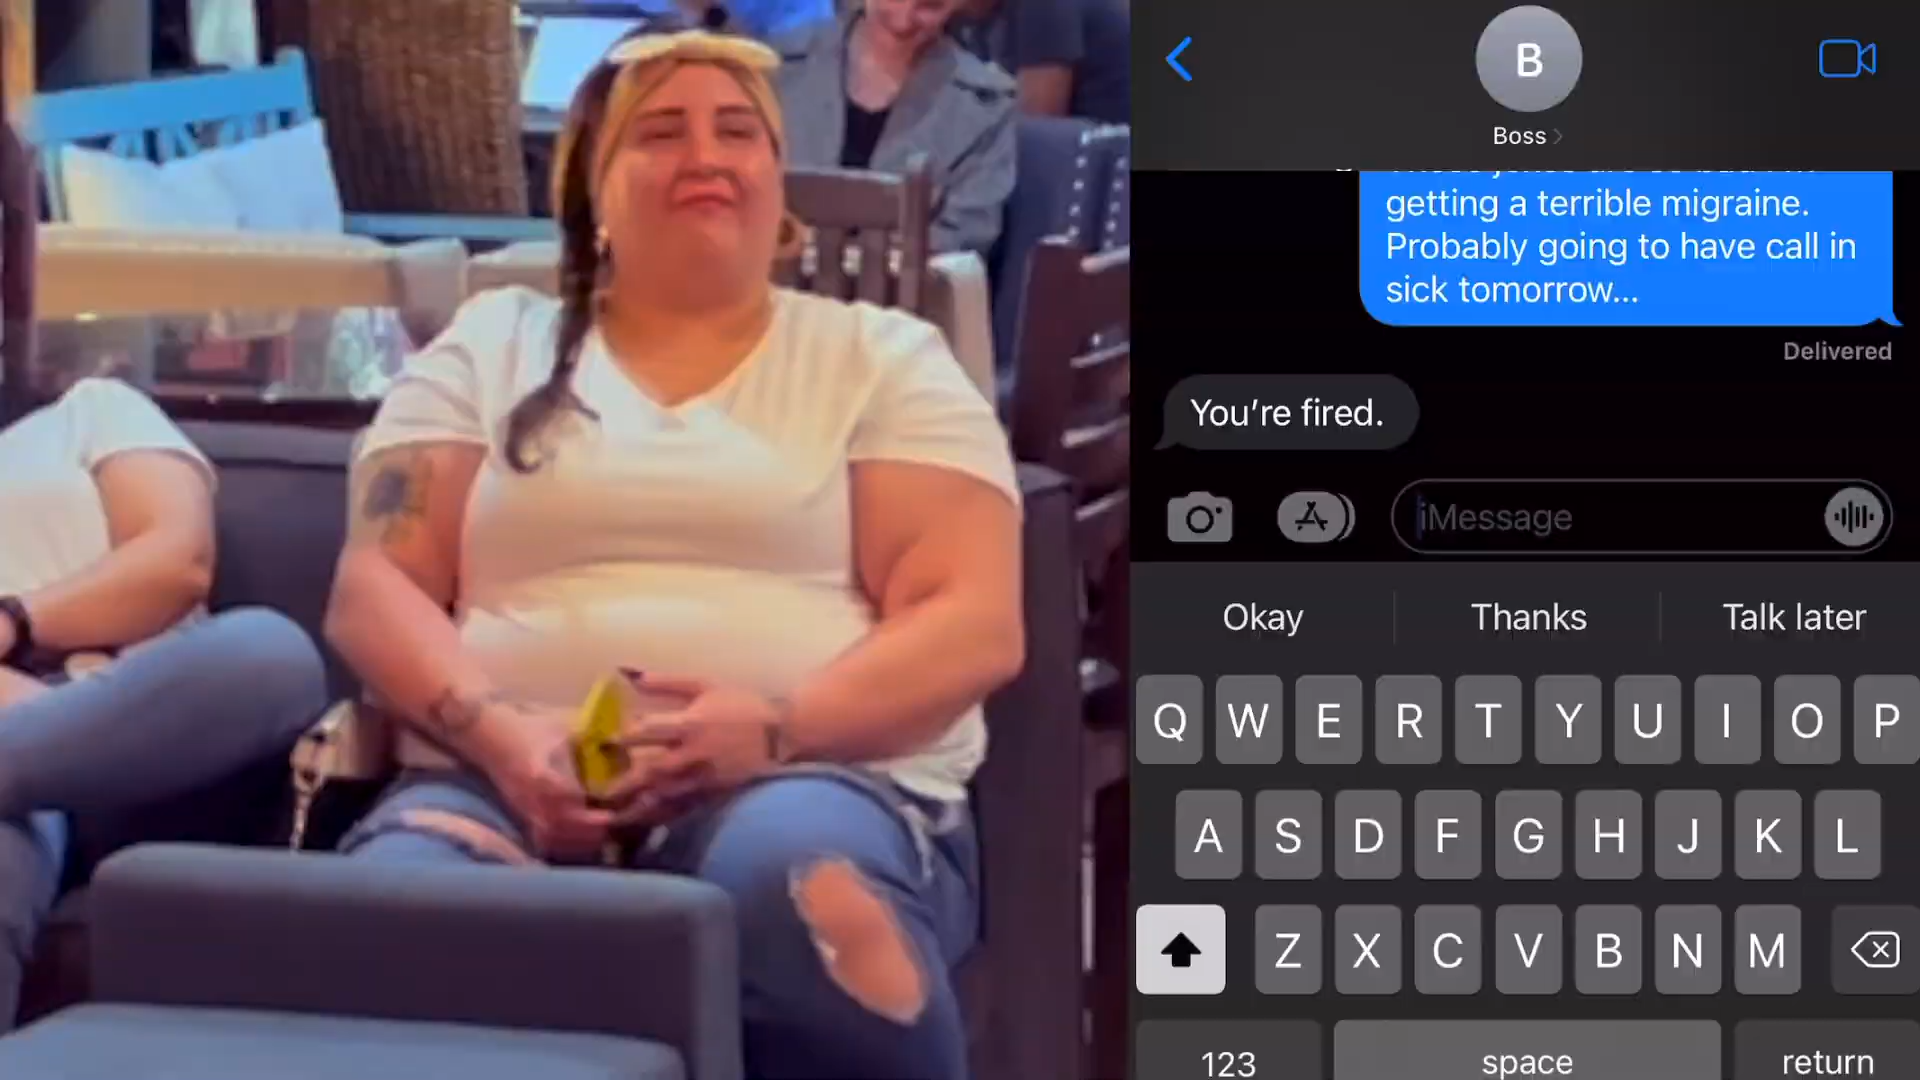 B
Boss
getting a terrible migraine.
Probably going to have call in
sick tomorrow...
Delivered
You're fired.
iMessage
Okay Thanks Talk later
Q W E R T Y U I O P
A S D F G H J K L
Z X C V B N M
123 space return